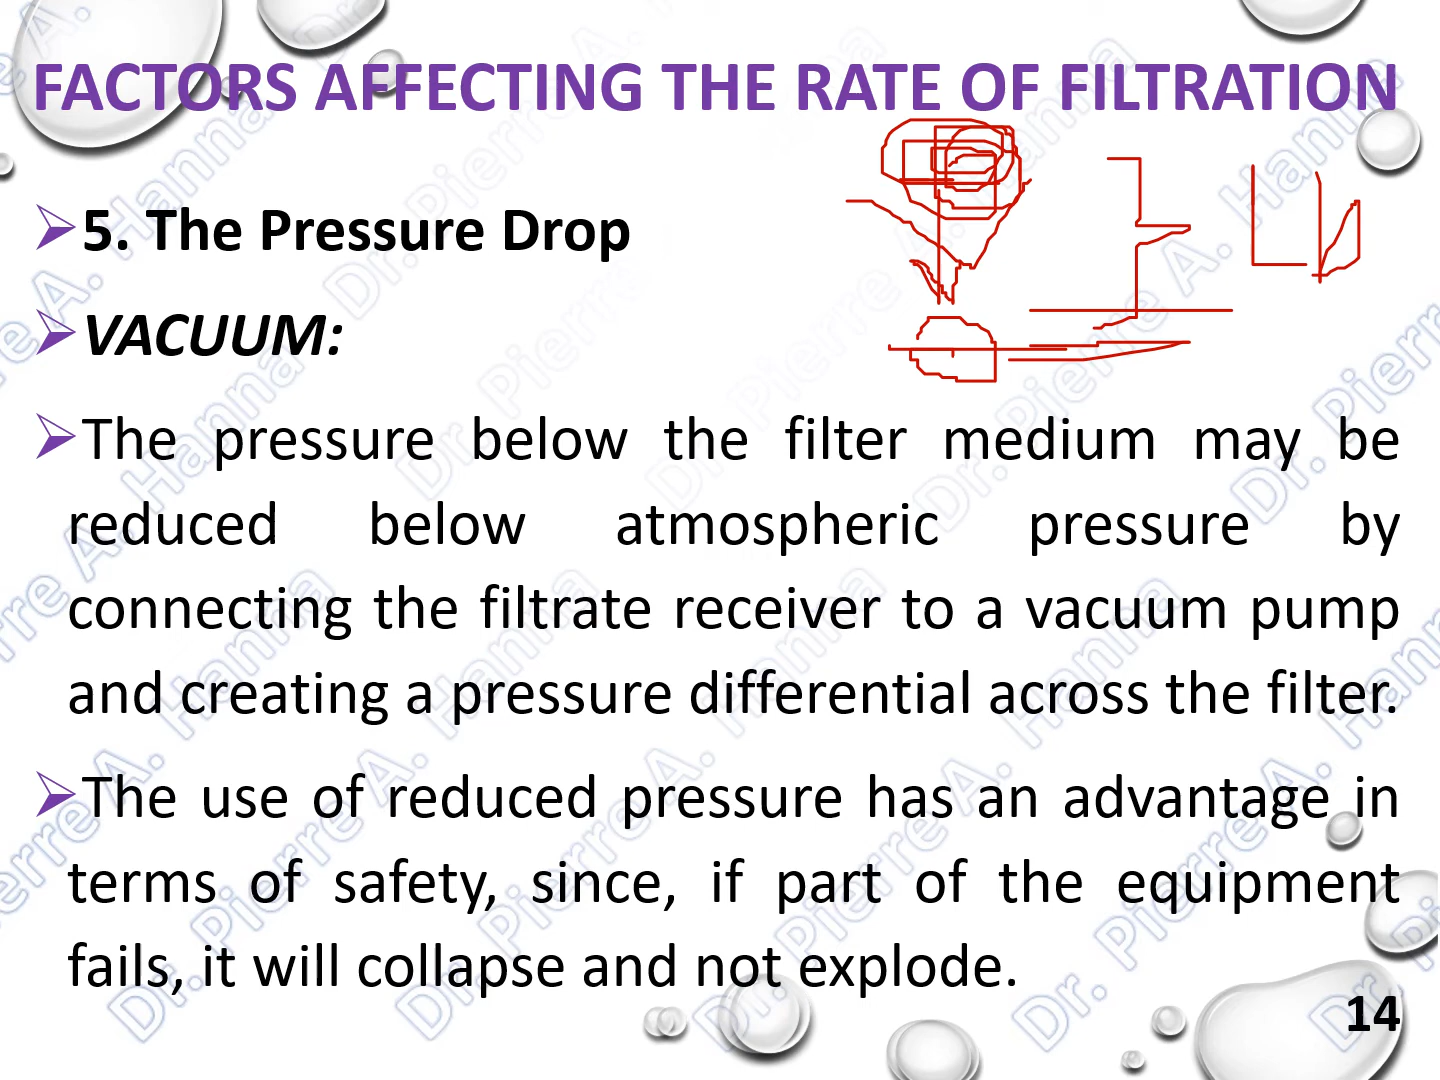 FACTORS AFFECTING THE RATE OF FILTRATION
5. The Pressure Drop
VACUUM:
The pressure below the filter medium may be
reduced below atmospheric pressure by
connecting the filtrate receiver to a vacuum pump
and creating a pressure differential across the filter.
The use of reduced pressure has an advantage in
terms of safety, since, if part of the equipment
fails, it will collapse and not explode.
14
Dr. Pierre A. Hanna